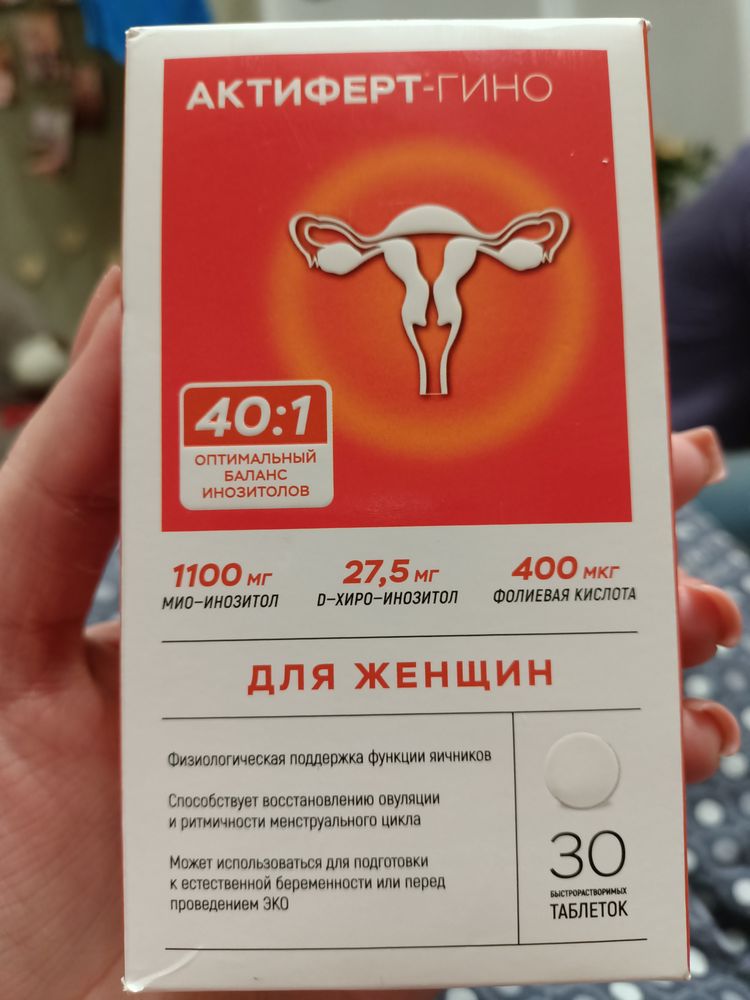 АКТИФЕРТ®-ГИНО
40:1
ОПТИМАЛЬНЫЙ
БАЛАНС
ИНОЗИТОЛОВ
1100 МГ
МИО-ИНОЗИТОЛ
27,5 МГ
D-ХИРО-ИНОЗИТОЛ
400 МКГ
ФОЛИЕВАЯ КИСЛОТА
ДЛЯ ЖЕНЩИН
Физиологическая поддержка функции яичников
Способствует восстановлению овуляции
и ритмичности менструального цикла
Может использоваться для подготовки
к естественной беременности или перед
проведением ЭКО
30
БЫСТРОРАСТВОРИМЫХ
ТАБЛЕТОК